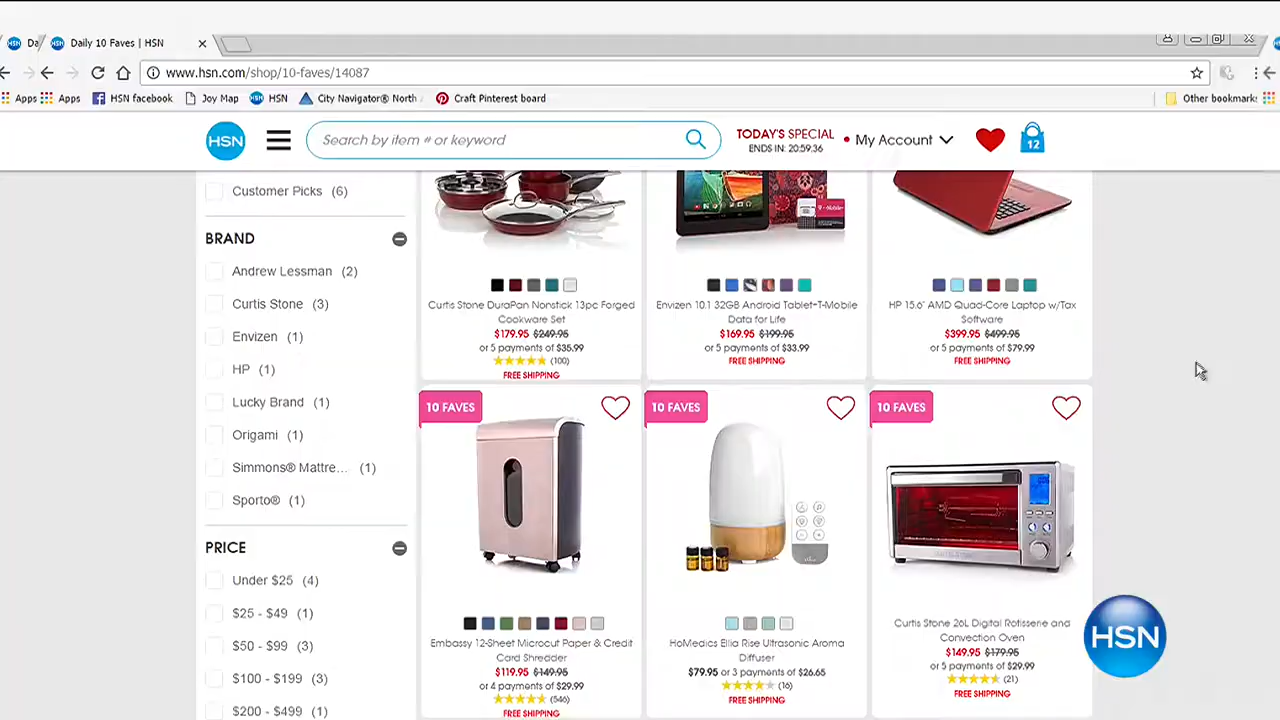 Da
Daily 10 Faves | HSN
www.hsn.com/shop/10-faves/14087
Apps
Apps
HSN facebook
Joy Map
HSN
City Navigator® North
Craft Pinterest board
Other bookmarks
HSN
Search by item # or keyword
TODAY'S SPECIAL
ENDS IN: 20:59:36
My Account
12
Customer Picks (6)
BRAND
Andrew Lessman (2)
Curtis Stone (3)
Envizen (1)
HP (1)
Lucky Brand (1)
Origami (1)
Simmons® Mattre... (1)
Sporto® (1)
PRICE
Under $25 (4)
$25 - $49 (1)
$50 - $99 (3)
$100 - $199 (3)
$200 - $499 (1)
Curtis Stone DuraPan Nonstick 13pc Forged
Cookware Set
$179.95 $249.95
or 5 payments of $35.99
(100)
FREE SHIPPING
Envizen 10.1 32GB Android Tablet+T-Mobile
Data for Life
$169.95 $199.95
or 5 payments of $33.99
FREE SHIPPING
HP 15.6" AMD Quad-Core Laptop w/Tax
Software
$399.95 $499.95
or 5 payments of $79.99
FREE SHIPPING
10 FAVES
Embassy 12-Sheet Microcut Paper & Credit
Card Shredder
$119.95 $149.95
or 4 payments of $29.99
(546)
FREE SHIPPING
10 FAVES
HoMedics Ellia Rise Ultrasonic Aroma
Diffuser
$79.95 or 3 payments of $26.65
(16)
FREE SHIPPING
10 FAVES
Curtis Stone 26L Digital Rotisserie and
Convection Oven
$149.95 $179.95
or 5 payments of $29.99
(21)
FREE SHIPPING
HSN